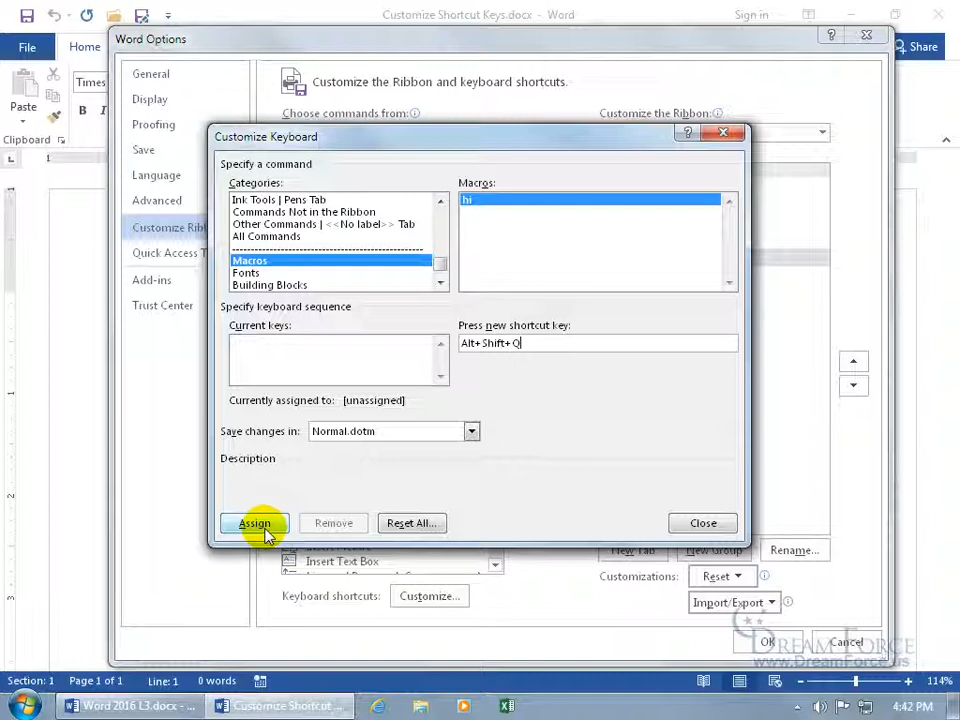 Customize Shortcut Keys.docx - Word
Sign in
Word Options
File
Home
Share
Times
Paste
B I
Clipboard
General
Display
Proofing
Save
Language
Advanced
Customize Rib
Quick Access T
Add-ins
Trust Center
Customize the Ribbon and keyboard shortcuts.
Choose commands from:
Customize the Ribbon:
Customize Keyboard
Specify a command
Categories:
Ink Tools | Pens Tab
Commands Not in the Ribbon
Other Commands | <<No label>> Tab
All Commands
Macros
Fonts
Building Blocks
Macros:
hi
Specify keyboard sequence
Current keys:
Press new shortcut key:
Alt+Shift+Q
Currently assigned to: [unassigned]
Save changes in: Normal.dotm
Description
Assign
Remove
Reset All...
Close
Insert Text Box
New Tab
New Group
Rename...
Customizations: Reset
Import/Export
Keyboard shortcuts: Customize...
OK
Cancel
DreamForce
www.DreamForce.us
Section: 1 Page 1 of 1 Line: 1 0 words
114%
Word 2016 L3.docx - ...
Customize Shortcut ...
4:42 PM